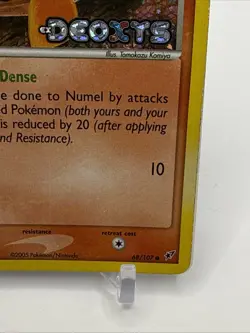 DEOXYS
Illus. Tomokazu Komiya
Dense
e done to Numel by attacks
d Pokémon (both yours and your
is reduced by 20 (after applying
nd Resistance).
10
resistance
retreat cost
©2005 Pokémon/Nintendo
68/107